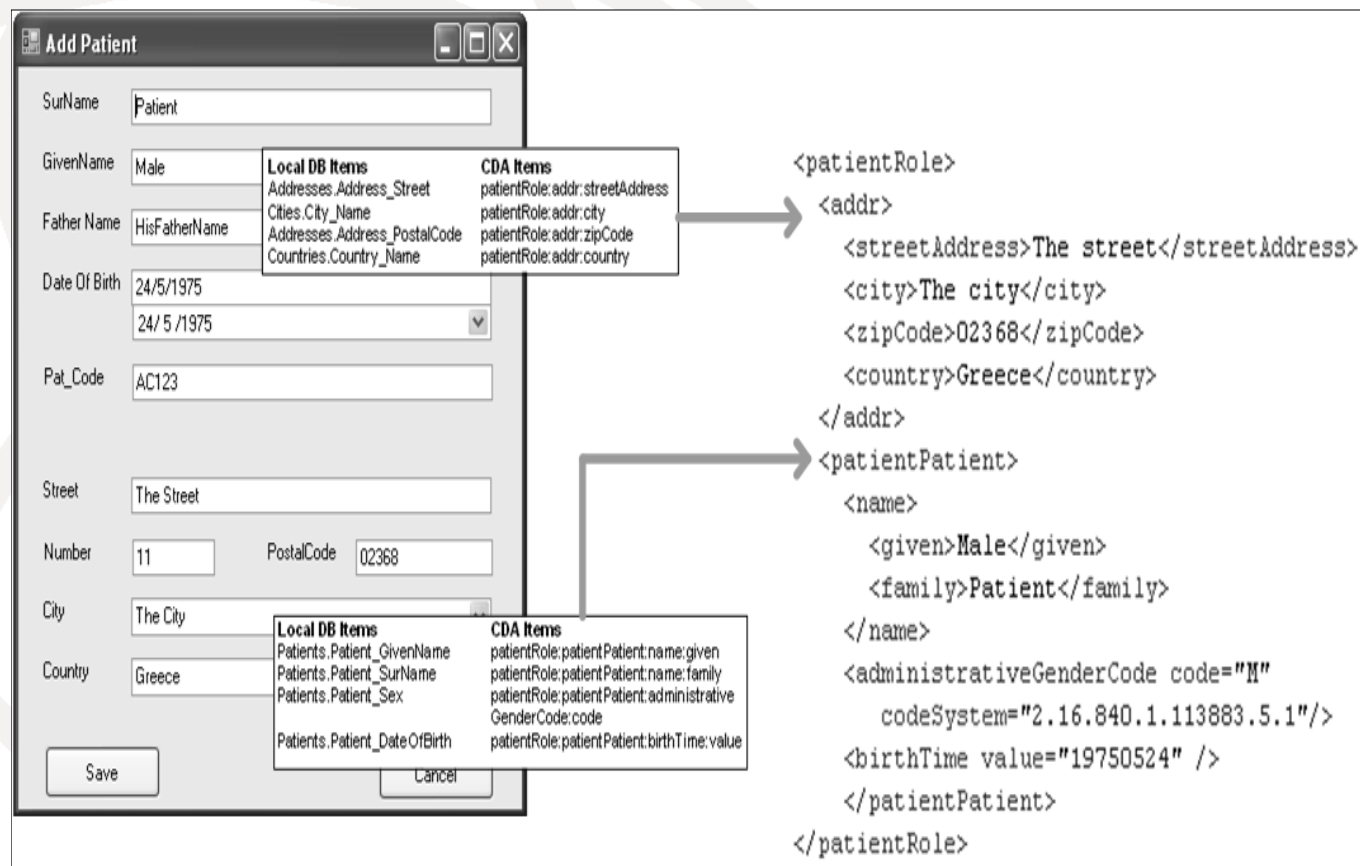 Add Patient
SurName
Patient
GivenName
Male
Father Name
HisFatherName
Date Of Birth
24/5/1975
24/ 5 /1975
Pat_Code
AC123
Street
The Street
Number
11
PostalCode
02368
City
The City
Country
Greece
Save
Cancel
Local DB Items CDA Items
Addresses.Address_Street patientRole:addr:streetAddress
Cities.City_Name patientRole:addr:city
Addresses.Address_PostalCode patientRole:addr:zipCode
Countries.Country_Name patientRole:addr:country
Local DB Items CDA Items
Patients.Patient_GivenName patientRole:patientPatient:name:given
Patients.Patient_SurName patientRole:patientPatient:name:family
Patients.Patient_Sex patientRole:patientPatient:administrative
GenderCode:code
Patients.Patient_DateOfBirth patientRole:patientPatient:birthTime:value
<patientRole>
<addr>
<streetAddress>The street</streetAddress>
<city>The city</city>
<zipCode>02368</zipCode>
<country>Greece</country>
</addr>
<patientPatient>
<name>
<given>Male</given>
<family>Patient</family>
</name>
<administrativeGenderCode code="M"
codeSystem="2.16.840.1.113883.5.1"/>
<birthTime value="19750524" />
</patientPatient>
</patientRole>